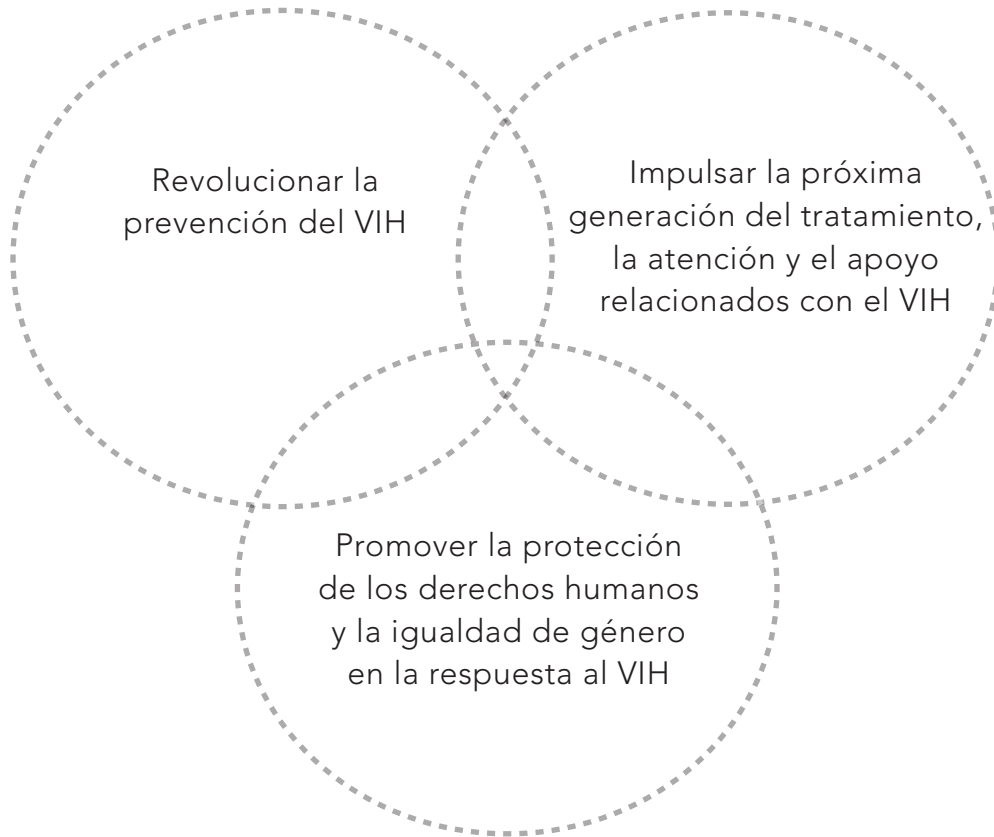 Revolucionar la
prevención del VIH
Impulsar la próxima
generación del tratamiento,
la atención y el apoyo
relacionados con el VIH
Promover la protección
de los derechos humanos
y la igualdad de género
en la respuesta al VIH